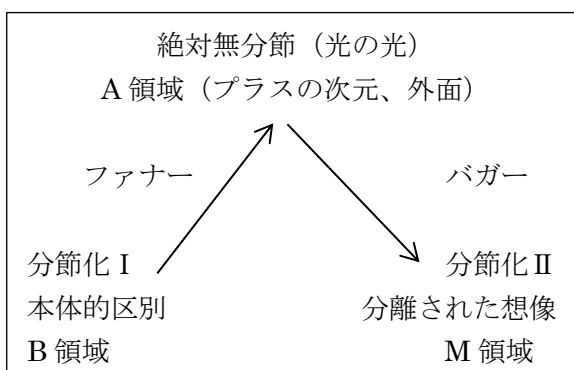 絶対無分節（光の光）
A 領域（プラスの次元、外面）
ファナー
バガー
分節化 I
分節化 II
本体的区別
分離された想像
B 領域
M 領域